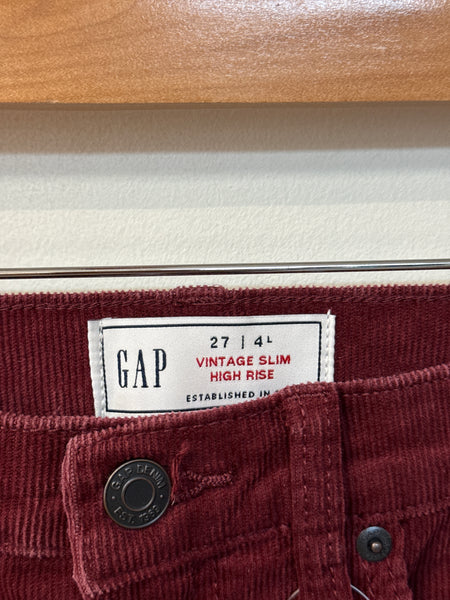 GAP
27 | 4L
VINTAGE SLIM
HIGH RISE
ESTABLISHED IN
GAP DENIM
EST. 1969